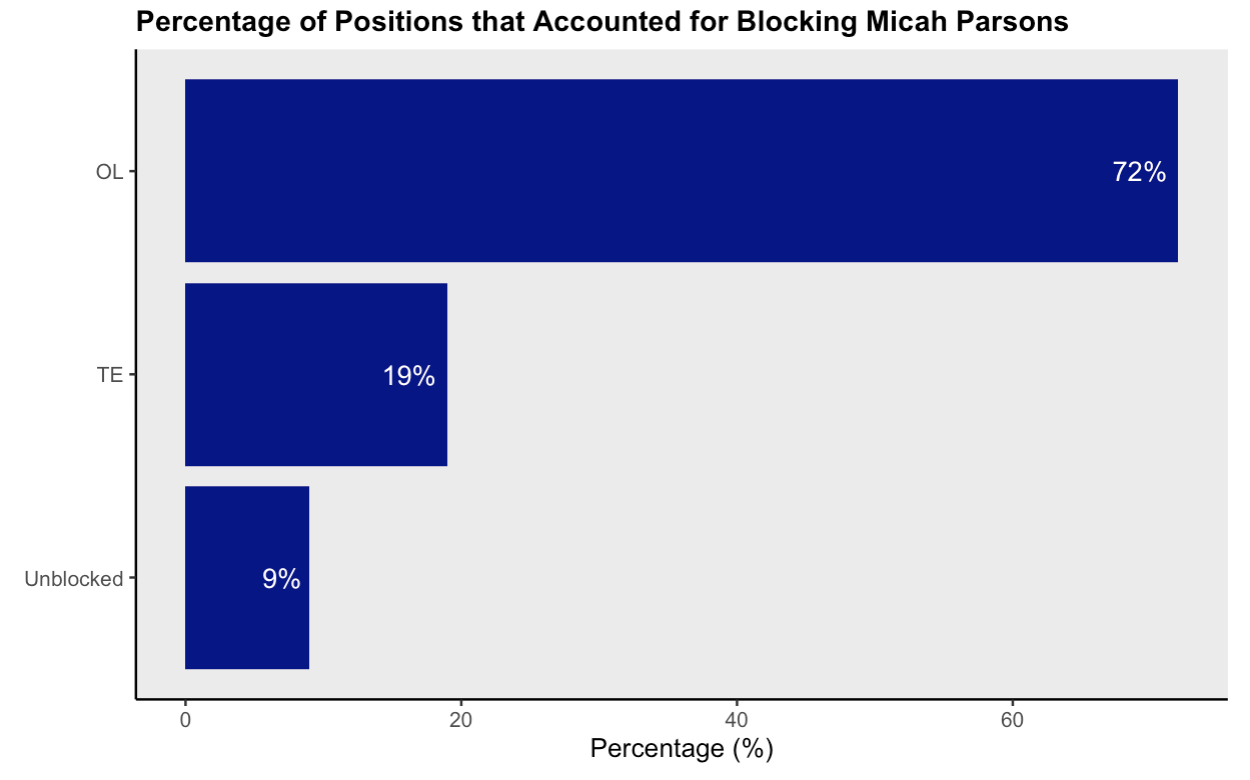 Percentage of Positions that Accounted for Blocking Micah Parsons
OL
72%
TE
19%
Unblocked
9%
0 20 40 60
Percentage (%)